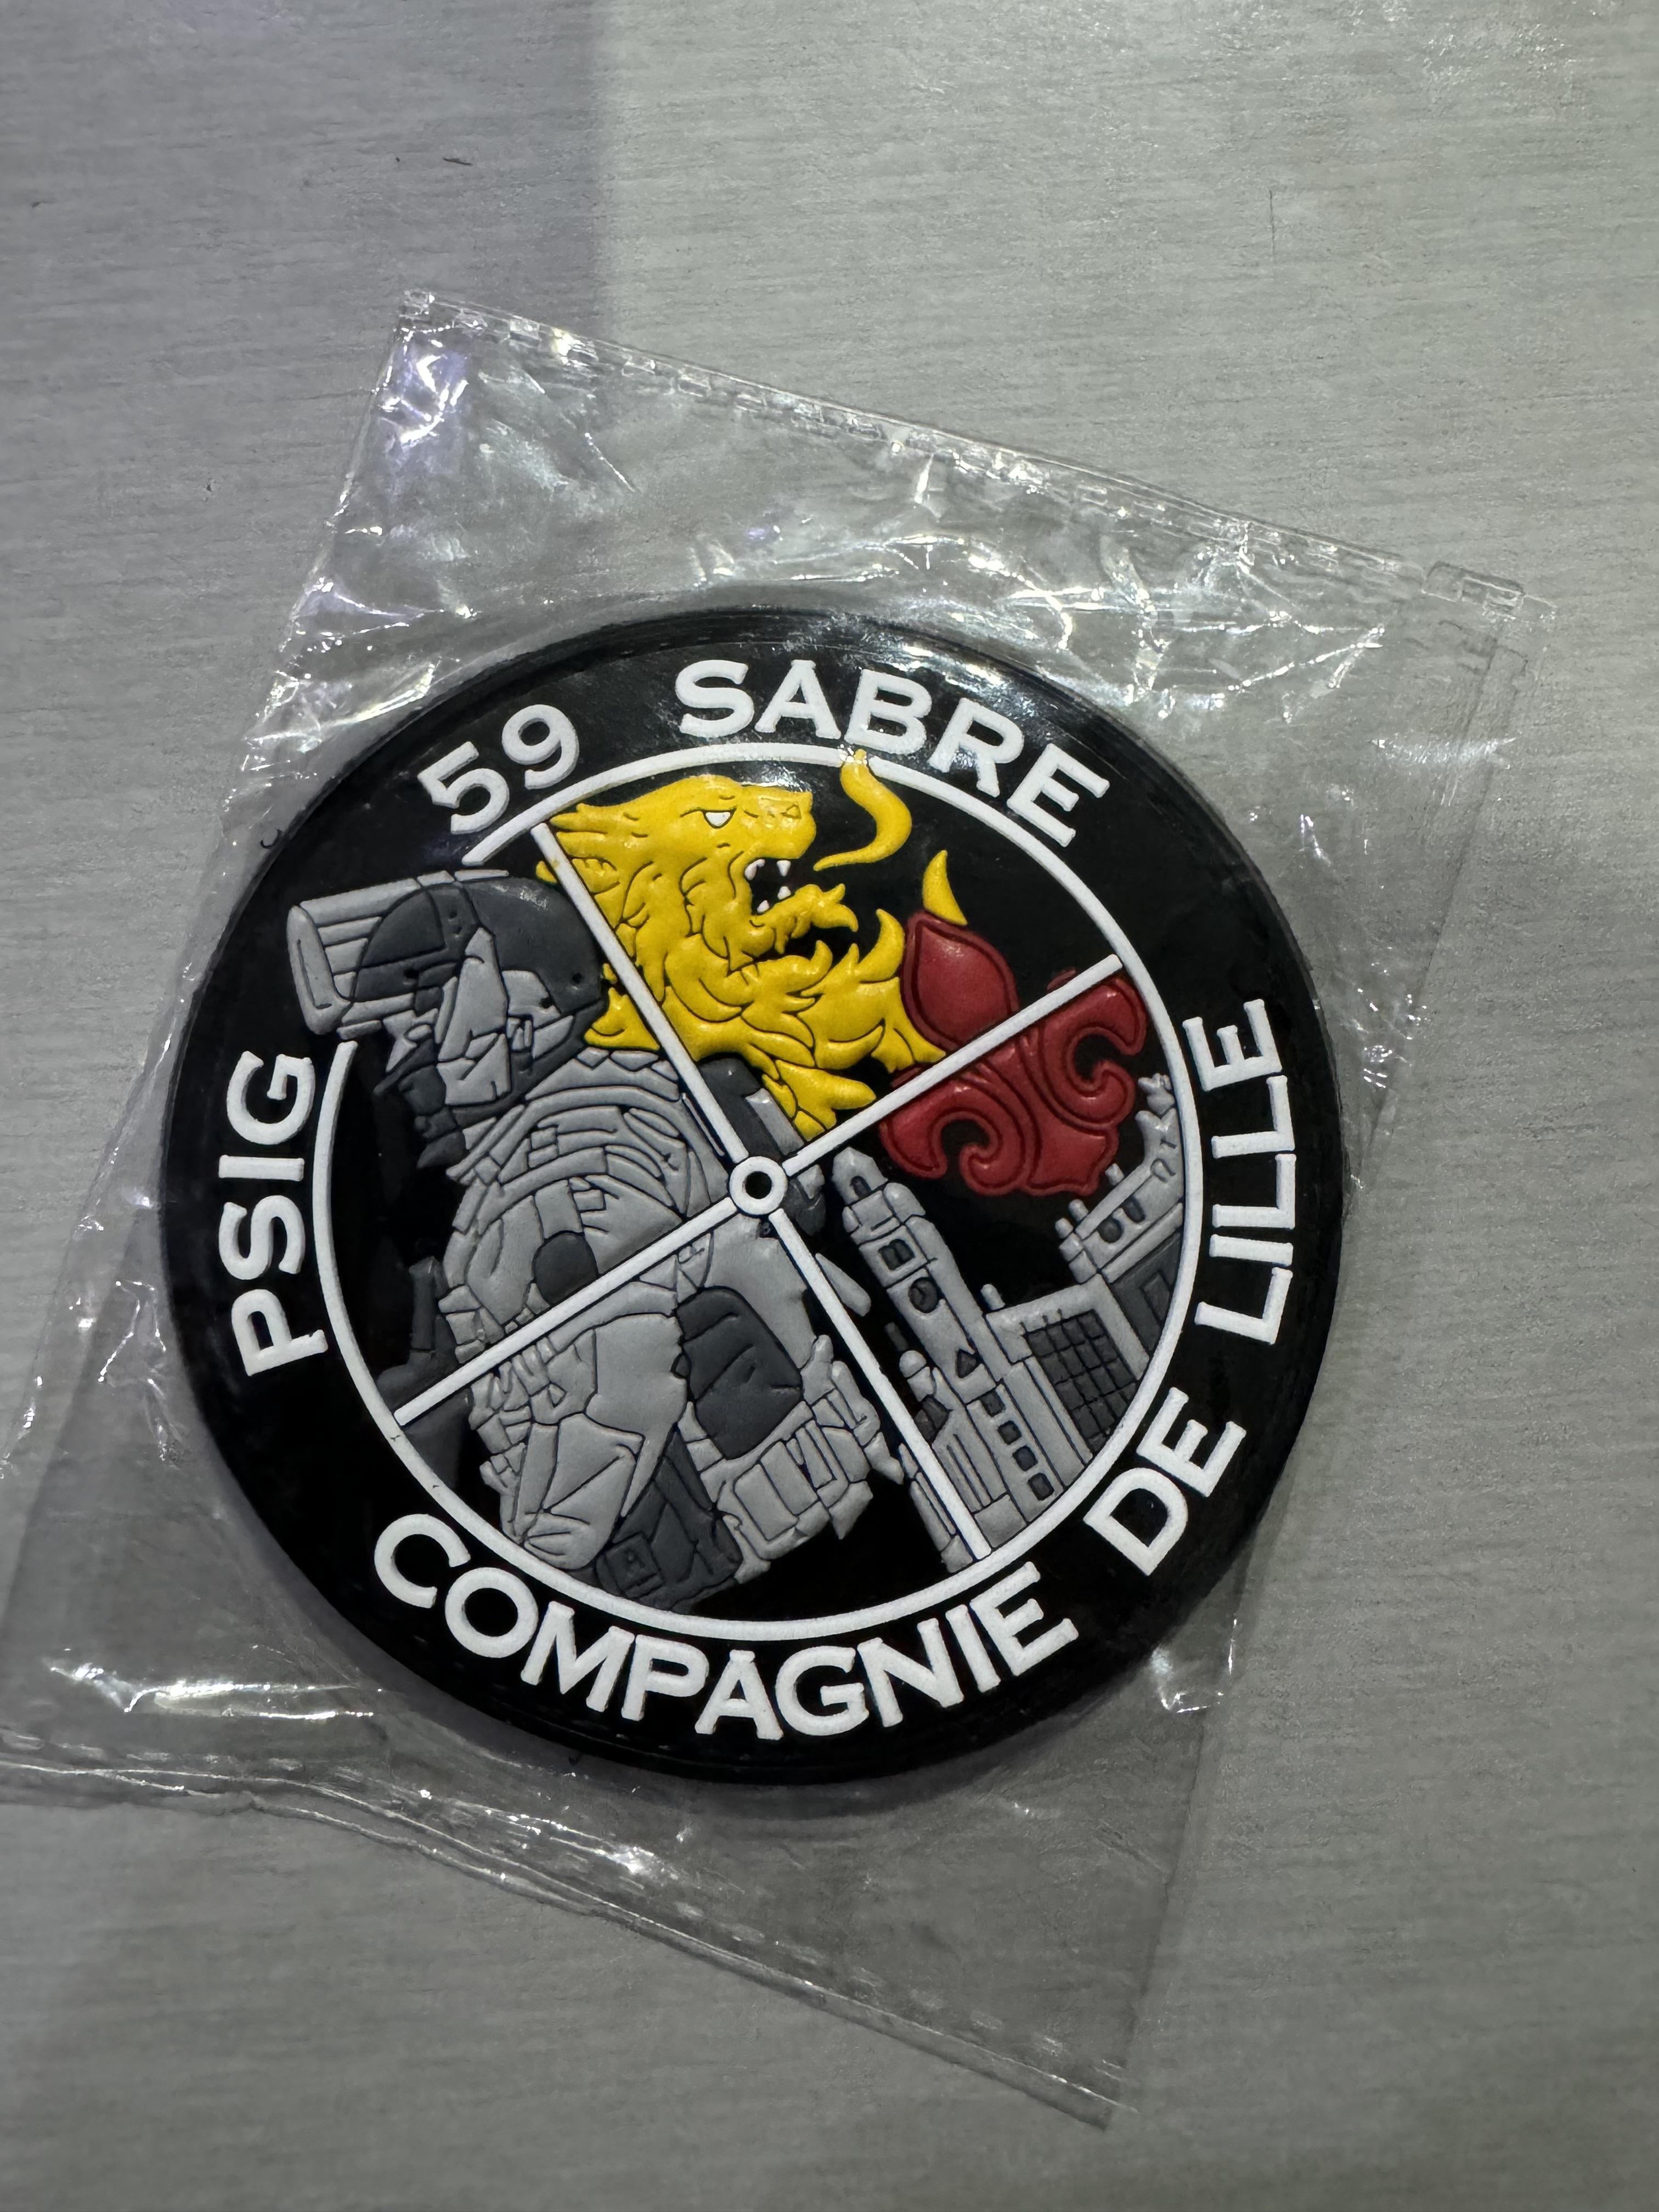 PSIG 59 SABRE
COMPAGNIE DE LILLE